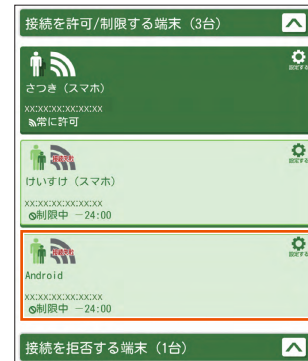 接続を許可/制限する端末（3台）
設定する
さつき（スマホ）
xx:xx:xx:xx:xx:xx
常に許可
設定する
けいすけ（スマホ）
xx:xx:xx:xx:xx:xx
制限中 －24:00
設定する
Android
xx:xx:xx:xx:xx:xx
制限中 －24:00
接続を拒否する端末（1台）